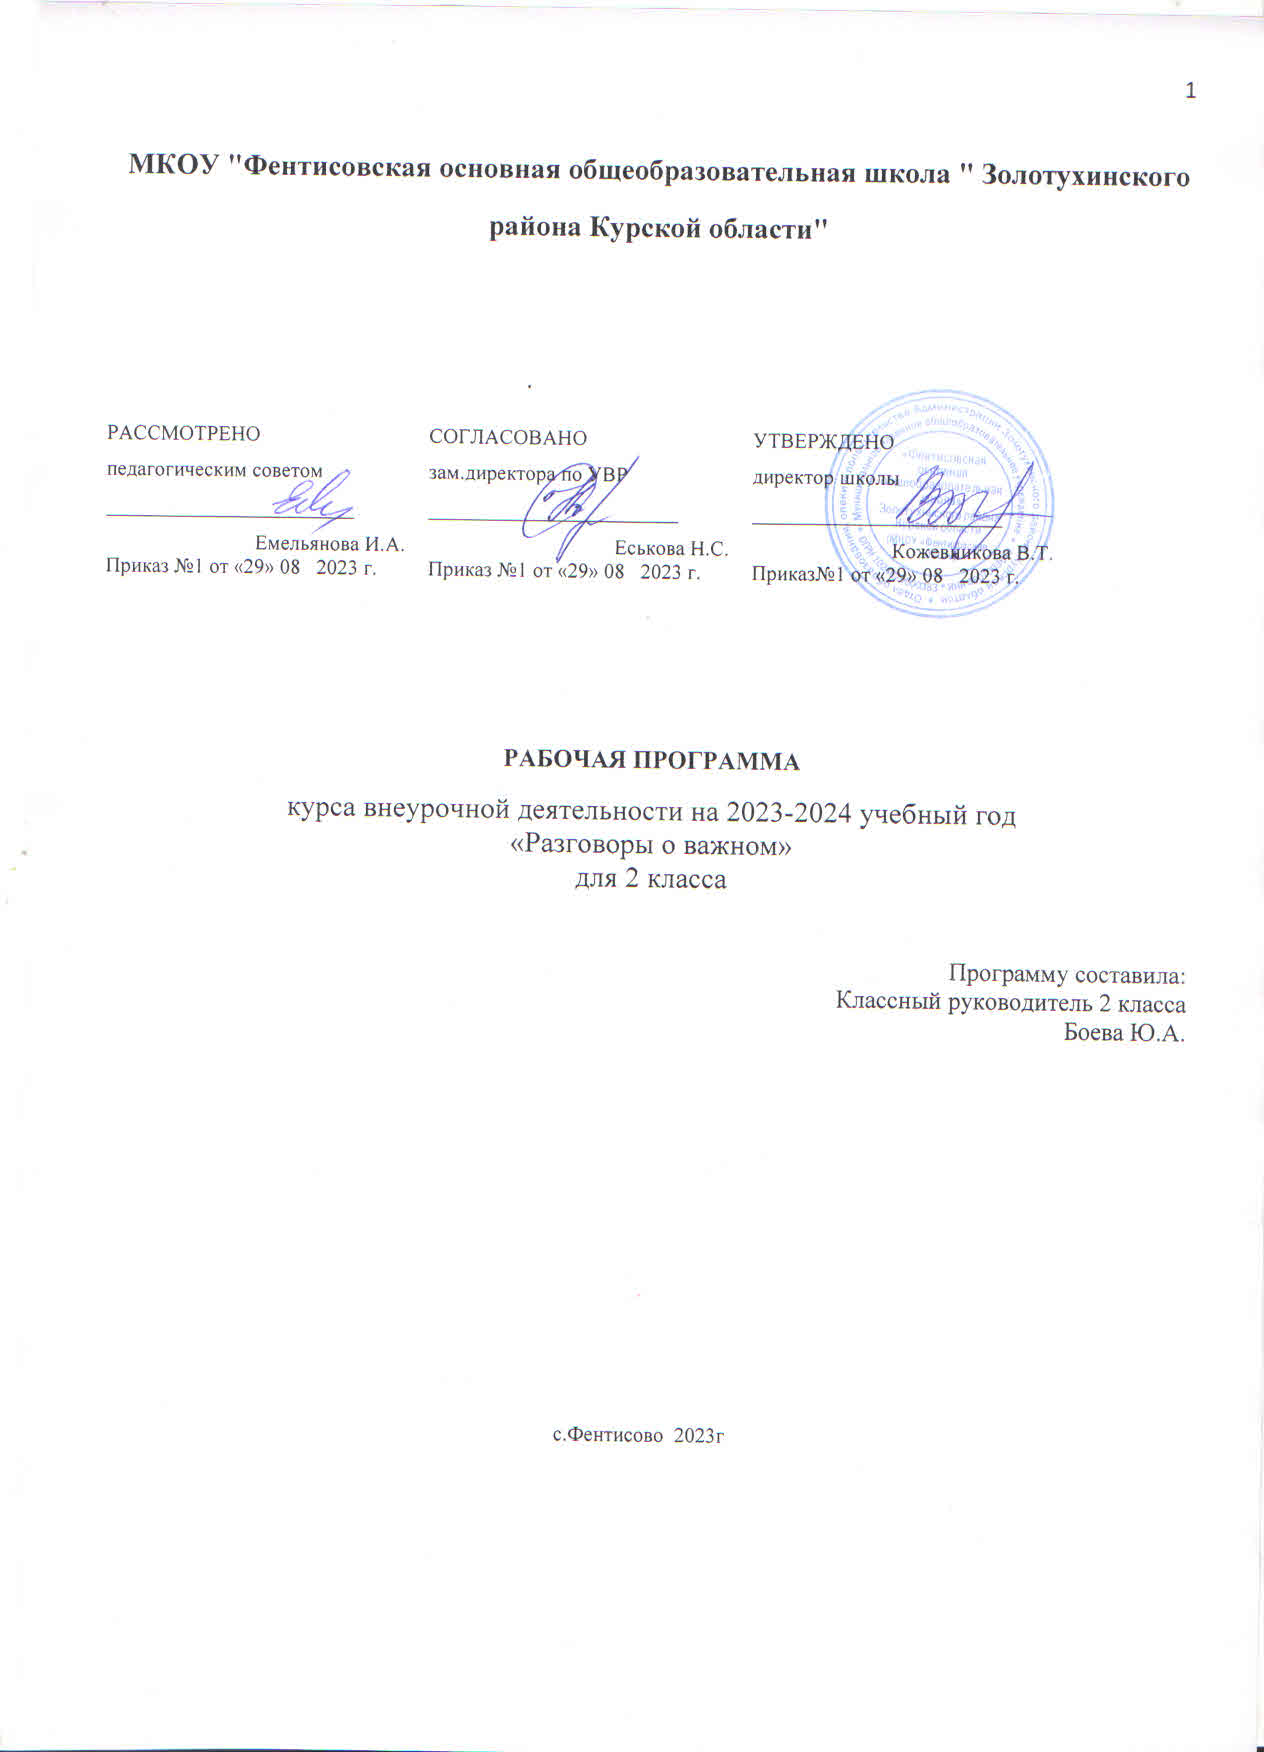 1
МКОУ "Фентисовская основная общеобразовательная школа " Золотухинского
района Курской области"
РАССМОТРЕНО
педагогическим советом
Емельянова И.А.
Приказ №1 от «29» 08 2023 г.
СОГЛАСОВАНО
зам.директора по УВР
Еськова Н.С.
Приказ №1 от «29» 08 2023 г.
УТВЕРЖДЕНО
директор школы
Кожевникова В.Т.
Приказ№1 от «29» 08 2023 г.
РАБОЧАЯ ПРОГРАММА
курса внеурочной деятельности на 2023-2024 учебный год
«Разговоры о важном»
для 2 класса
Программу составила:
Классный руководитель 2 класса
Боева Ю.А.
с.Фентисово 2023г